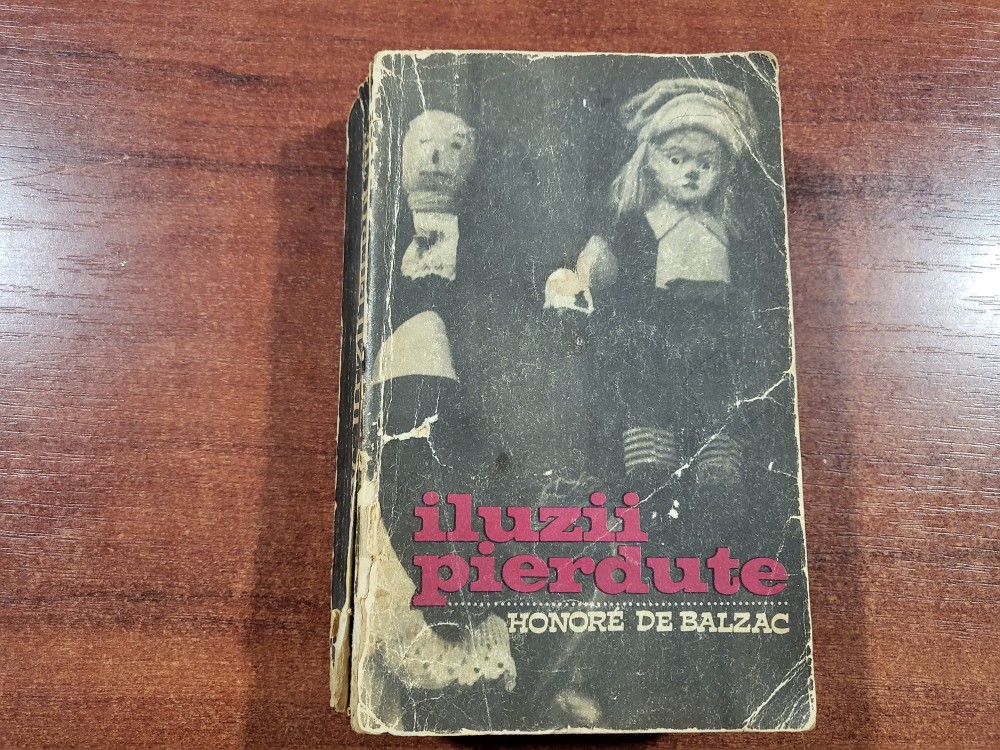 iluzii
pierdute
HONORÉ DE BALZAC